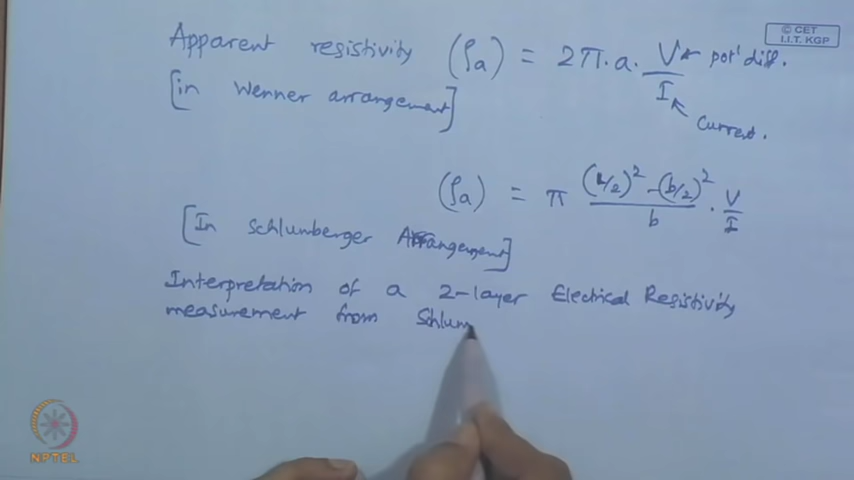 © CET
I.I.T. KGP
Apparent resistivity (ρa) = 2π.a. V/I ← pot' diff.
[in Wenner arrangement]
current.
(ρa) = π ((L/2)² - (b/2)²)/b . V/I
[In Schlumberger Arrangement]
Interpretation of a 2-layer Electrical Resistivity
measurement from Schlum
NPTEL